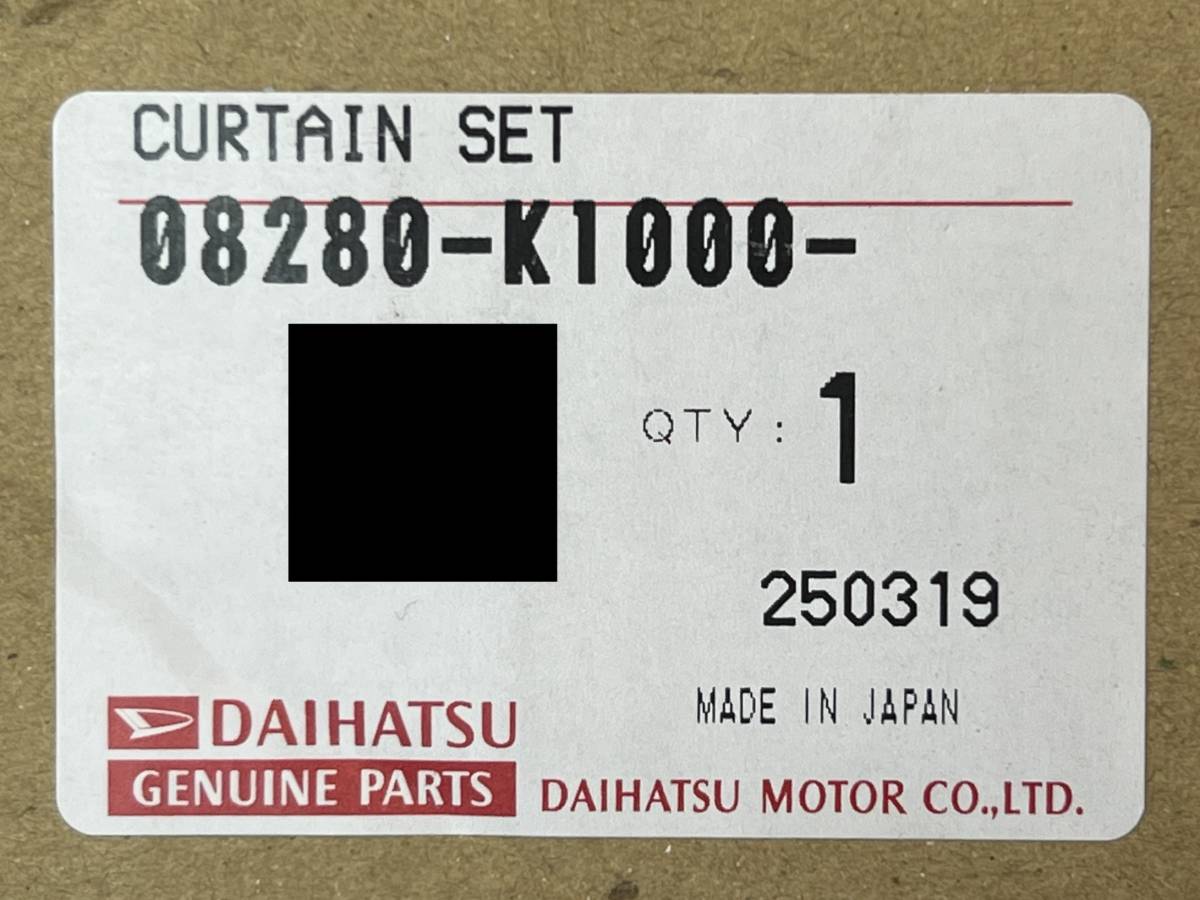 CURTAIN SET
08280-K1000-
QTY: 1
250319
MADE IN JAPAN
DAIHATSU
GENUINE PARTS
DAIHATSU MOTOR CO.,LTD.